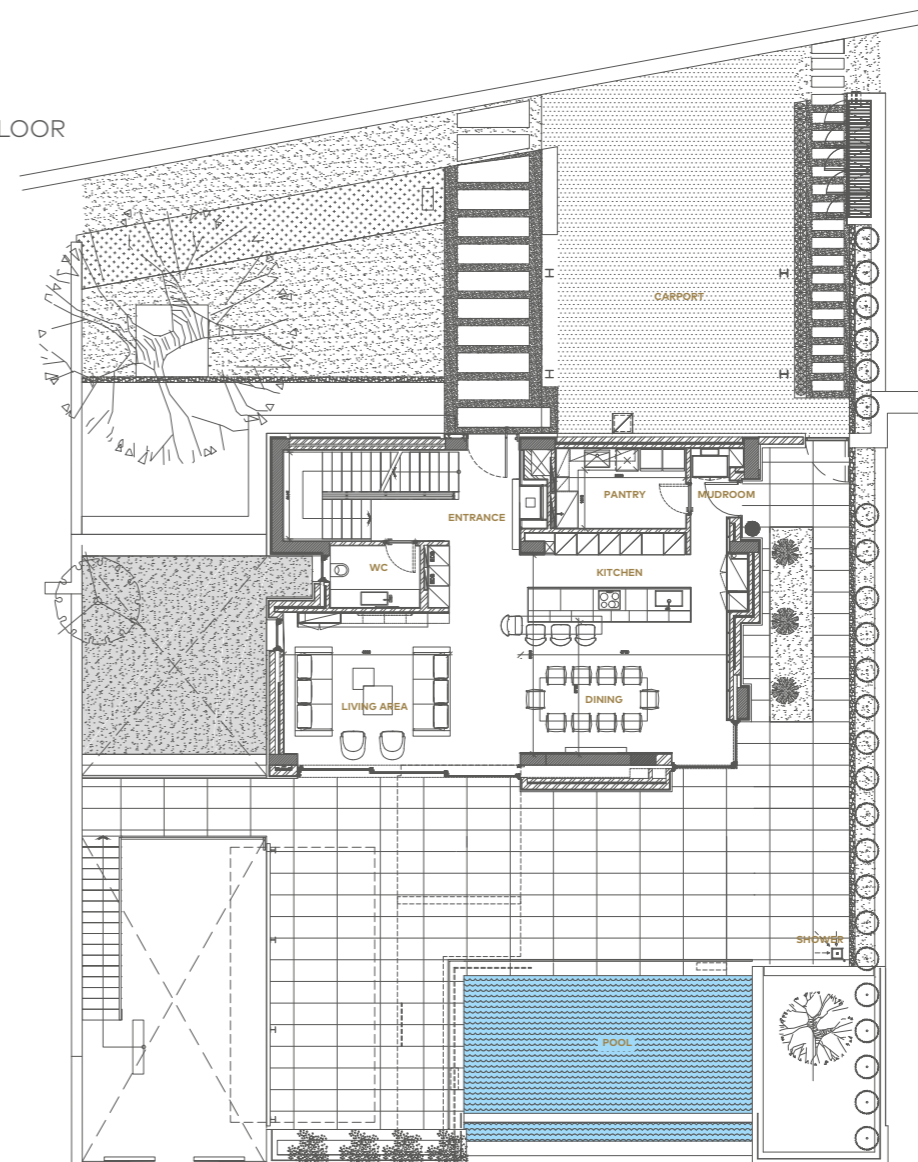 LOOR
CARPORT
PANTRY
MUDROOM
ENTRANCE
WC
KITCHEN
LIVING AREA
DINING
SHOWER
POOL